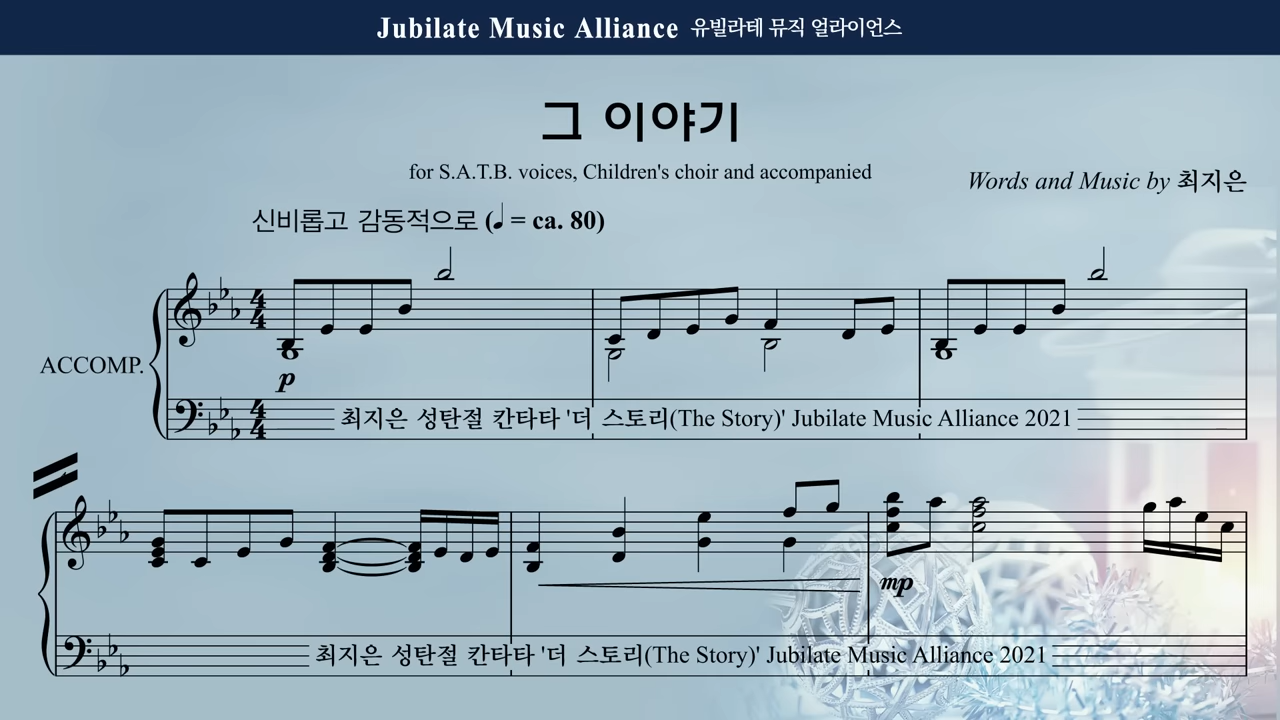 Jubilate Music Alliance 유빌라테 뮤직 얼라이언스
그 이야기
for S.A.T.B. voices, Children's choir and accompanied
Words and Music by 최지은
신비롭고 감동적으로 (♩ = ca. 80)
ACCOMP.
p
최지은 성탄절 칸타타 '더 스토리(The Story)' Jubilate Music Alliance 2021
mp
최지은 성탄절 칸타타 '더 스토리(The Story)' Jubilate Music Alliance 2021